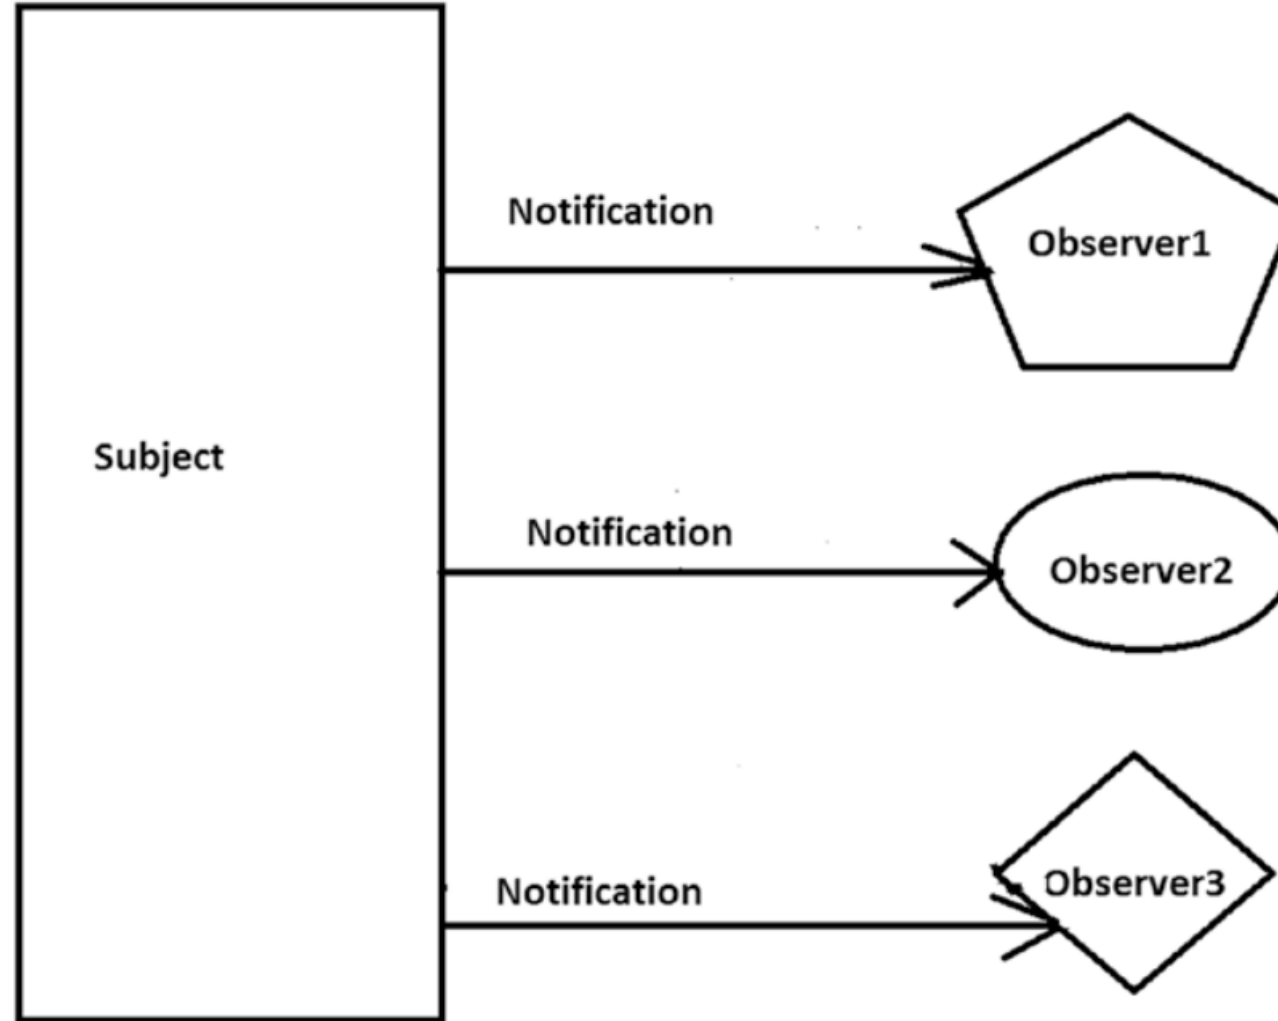 Notification
Observer1
Subject
Notification
Observer2
Notification
Observer3